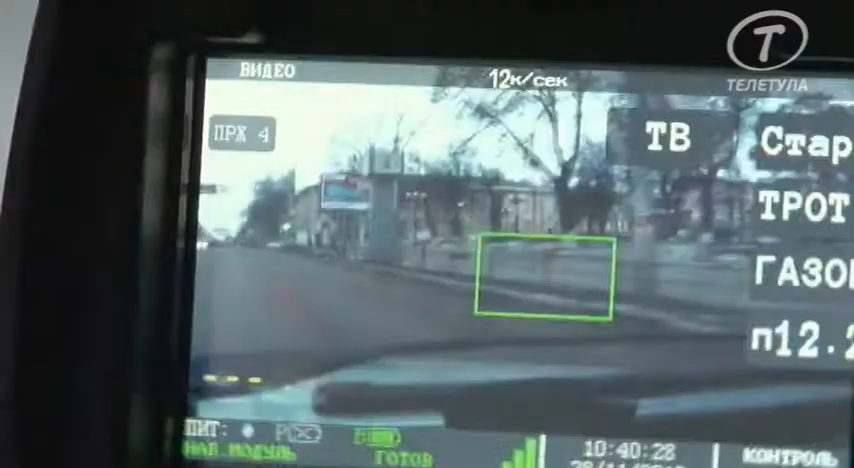 Т
ТЕЛЕТУЛА
ВИДЕО
12к/сек
ПРК 4
ТВ
Стар
ТРОТ
ГАЗО
п12.2
ПИТ:
НАВ.МОДУЛЬ
ГОТОВ
10:40:28
КОНТРОЛЬ